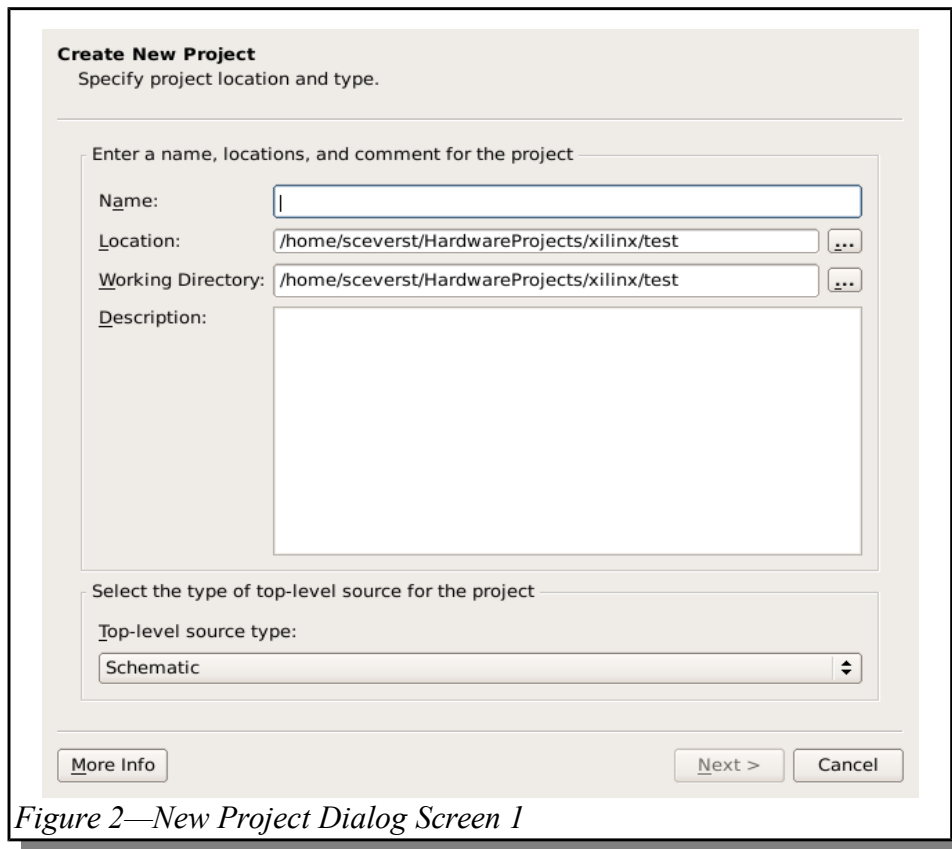 Create New Project
Specify project location and type.
Enter a name, locations, and comment for the project
Name:
Location: /home/sceverst/HardwareProjects/xilinx/test ...
Working Directory: /home/sceverst/HardwareProjects/xilinx/test ...
Description:
Select the type of top-level source for the project
Top-level source type:
Schematic
More Info Next > Cancel
Figure 2—New Project Dialog Screen 1